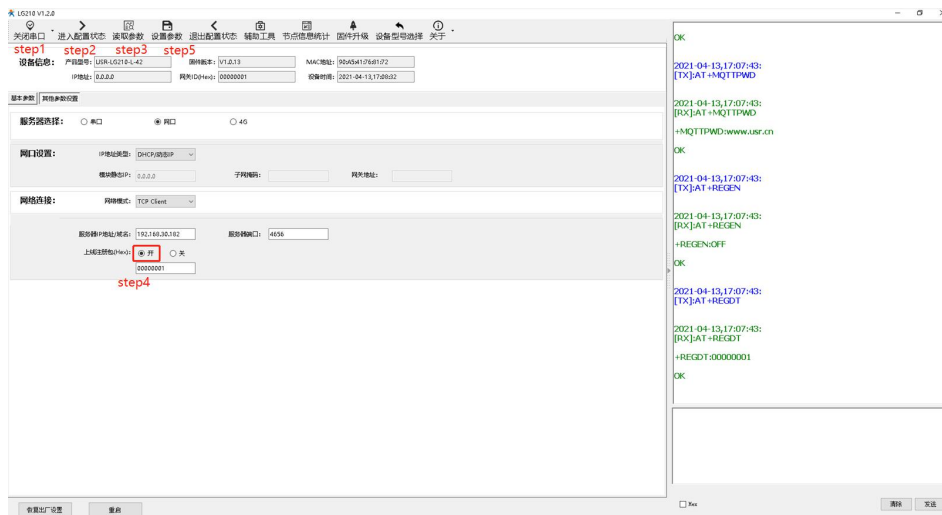 LG210 V1.2.0
关闭串口 进入配置状态 读取参数 设置参数 退出配置状态 辅助工具 节点信息统计 固件升级 设备型号选择 关于
step1 step2 step3 step5
设备信息: 产品型号: USR-LG210-L-42 固件版本: V1.0.13 MAC地址: 90:A5:41:76:81:72
IP地址: 0.0.0.0 网关ID(Hex): 00000001 设备时间: 2021-04-13,17:08:32
基本参数 其他参数设置
服务器选择: 串口 网口 4G
网口设置: IP地址类型: DHCP/动态IP
模块静态IP: 0.0.0.0 子网掩码: 网关地址:
网络连接: 网络模式: TCP Client
服务器IP地址/域名: 192.168.30.182 服务器端口: 4656
上线注册包(Hex): 开 关
00000001
step4
恢复出厂设置 重启
OK
2021-04-13,17:07:43:
[TX]:AT+MQTTPWD
2021-04-13,17:07:43:
[RX]:AT+MQTTPWD
+MQTTPWD:www.usr.cn
OK
2021-04-13,17:07:43:
[TX]:AT+REGEN
2021-04-13,17:07:43:
[RX]:AT+REGEN
+REGEN:OFF
OK
2021-04-13,17:07:43:
[TX]:AT+REGDT
2021-04-13,17:07:43:
[RX]:AT+REGDT
+REGDT:00000001
OK
Hex 清除 发送